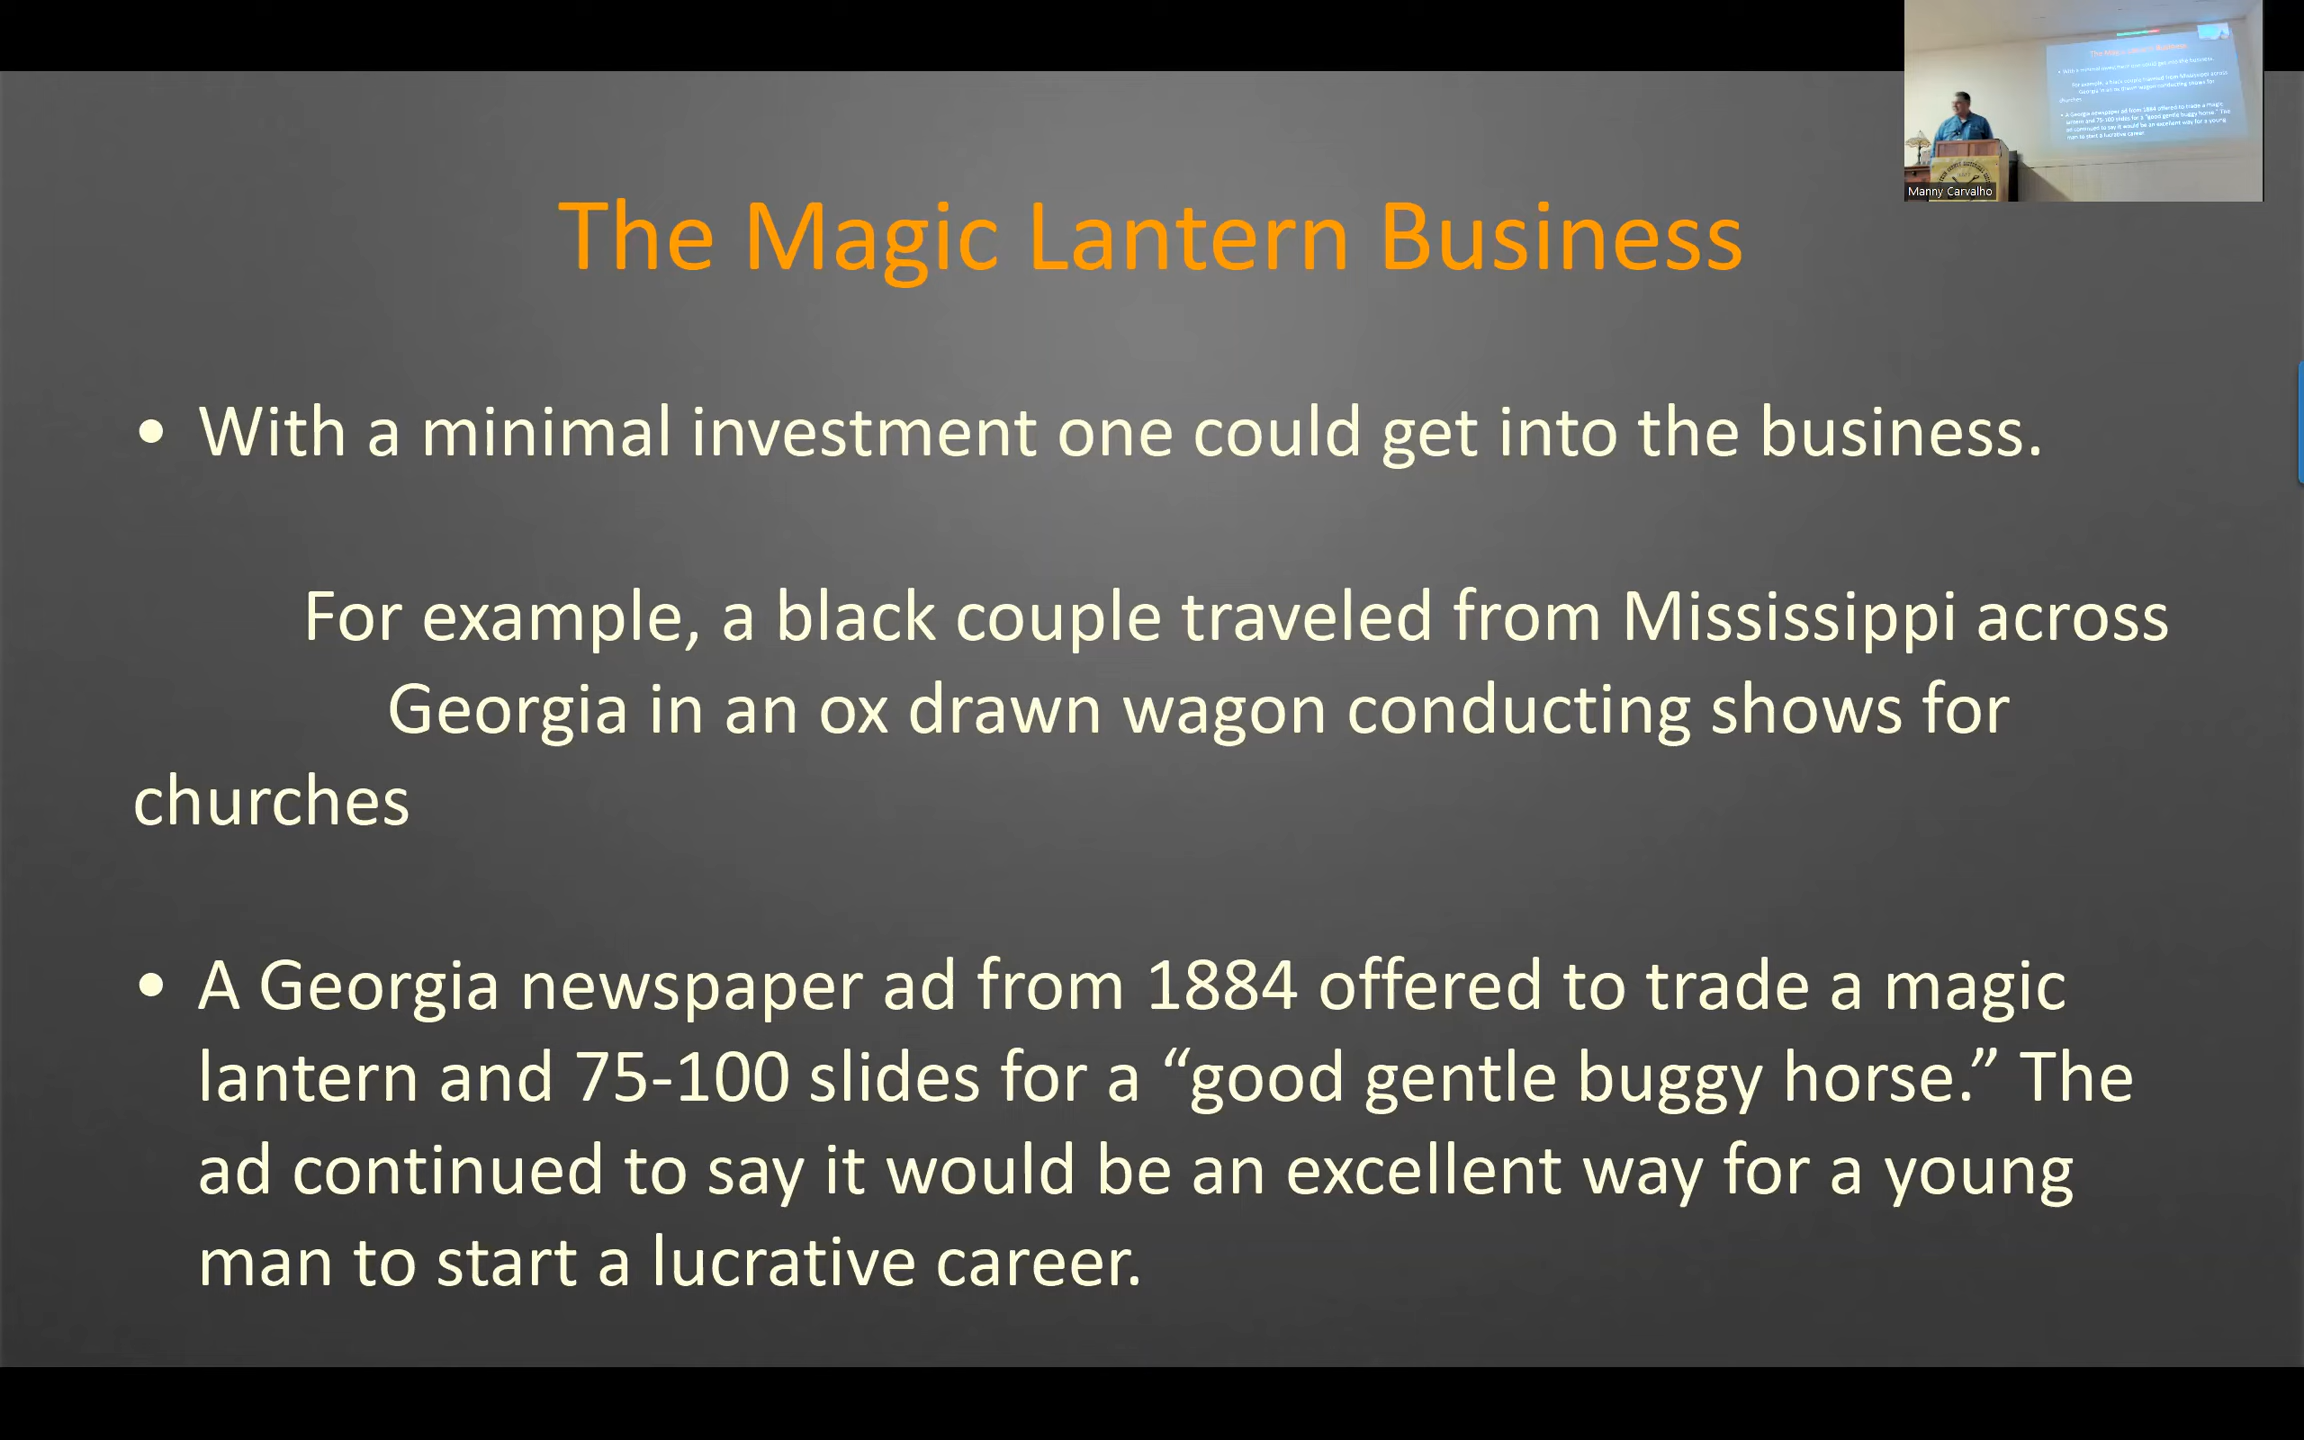 The Magic Lantern Business
• With a minimal investment one could get into the business.
For example, a black couple traveled from Mississippi across
Georgia in an ox drawn wagon conducting shows for
churches
• A Georgia newspaper ad from 1884 offered to trade a magic
lantern and 75-100 slides for a “good gentle buggy horse.” The
ad continued to say it would be an excellent way for a young
man to start a lucrative career.
Manny Carvalho